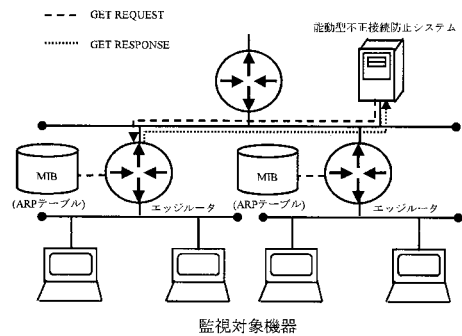 GET REQUEST
GET RESPONSE
能動型不正接続防止システム
MIB
(ARPテーブル)
エッジルータ
MIB
(ARPテーブル)
エッジルータ
監視対象機器